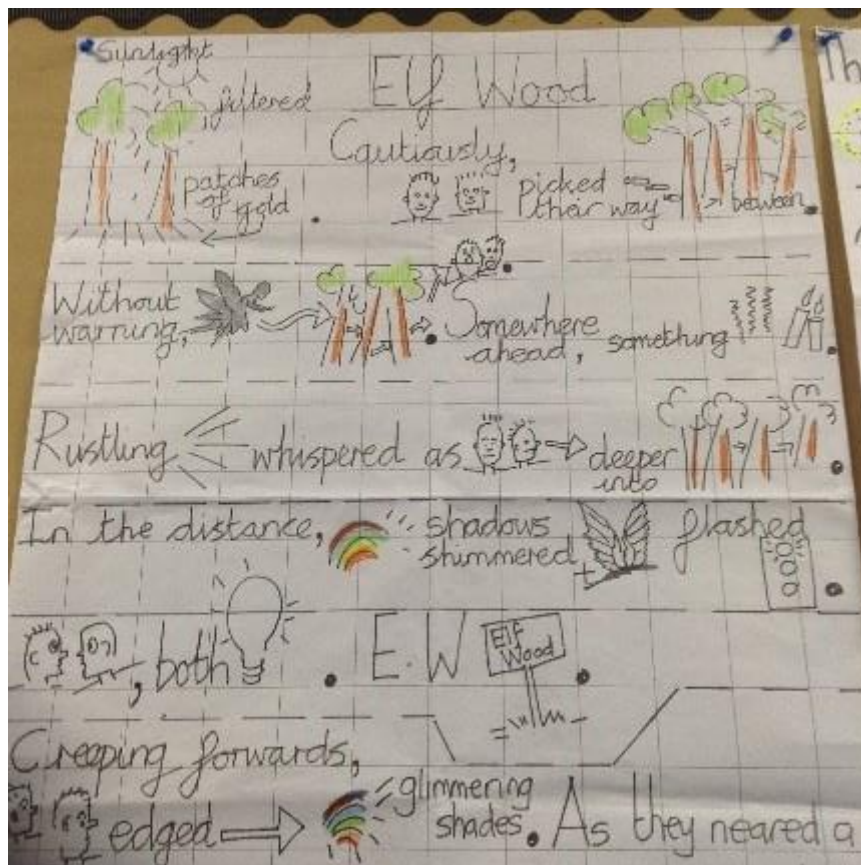 Elf Wood
Sunlight
filtered
patches
of gold.
Cautiously,
picked
their way
between.
Without
warning,
.
Somewhere
ahead, something
.
Rustling whispered as deeper
into
.
In the distance, shadows
shimmered flashed
.
, both . E.W
Elf
Wood
.
Creeping forwards,
edged glimmering
shades. As they neared a
Th